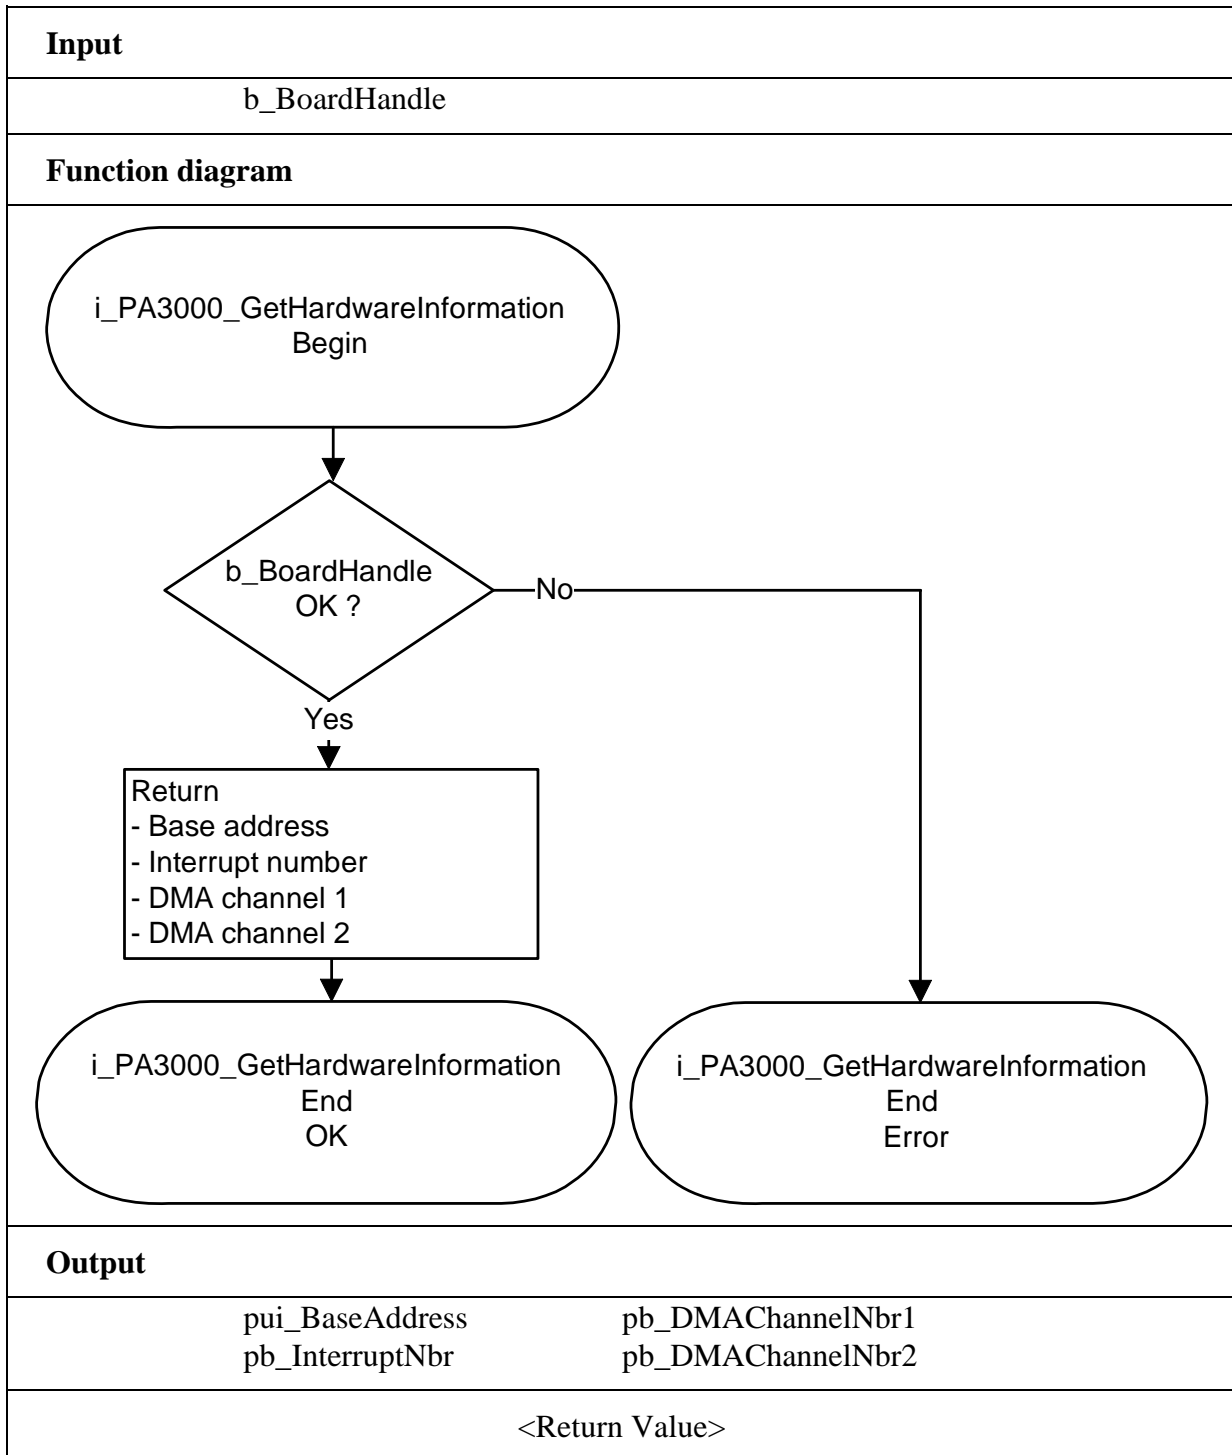 Input
b_BoardHandle
Function diagram
i_PA3000_GetHardwareInformation
Begin
b_BoardHandle
OK ?
No
Yes
Return
- Base address
- Interrupt number
- DMA channel 1
- DMA channel 2
i_PA3000_GetHardwareInformation
End
OK
i_PA3000_GetHardwareInformation
End
Error
Output
pui_BaseAddress pb_DMAChannelNbr1
pb_InterruptNbr pb_DMAChannelNbr2
<Return Value>